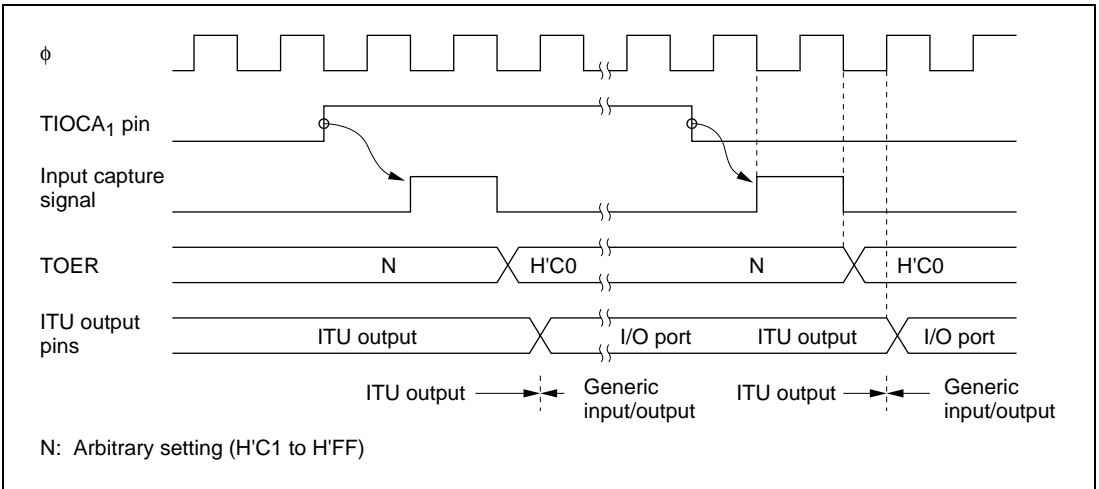 ϕ
TIOCA1 pin
Input capture
signal
TOER
N
H'C0
N
H'C0
ITU output
pins
ITU output
I/O port
ITU output
I/O port
ITU output
Generic
input/output
ITU output
Generic
input/output
N: Arbitrary setting (H'C1 to H'FF)